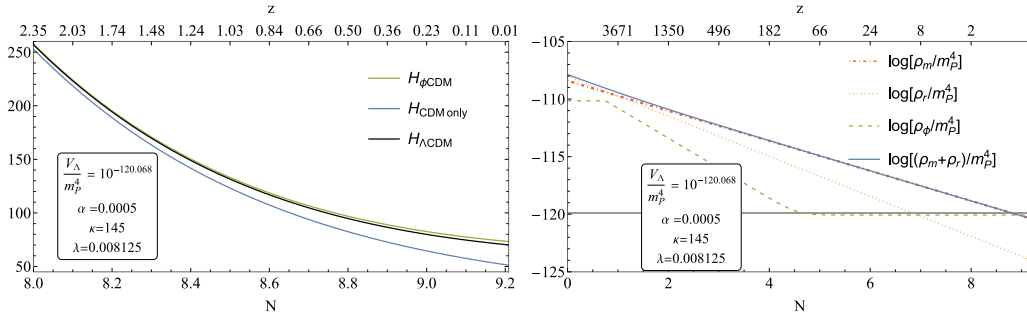 z
2.35 2.03 1.74 1.48 1.24 1.03 0.84 0.66 0.50 0.36 0.23 0.11 0.01
250
200
150
100
50
H_ϕCDM
H_CDM only
H_ΛCDM
V_Λ/m_P^4 = 10^-120.068
α =0.0005
κ=145
λ=0.008125
8.0 8.2 8.4 8.6 8.8 9.0 9.2
N
z
3671 1350 496 182 66 24 8 2
-105
-110
-115
-120
-125
log[ρ_m/m_P^4]
log[ρ_r/m_P^4]
log[ρ_ϕ/m_P^4]
log[(ρ_m+ρ_r)/m_P^4]
V_Λ/m_P^4 = 10^-120.068
α =0.0005
κ=145
λ=0.008125
0 2 4 6 8
N